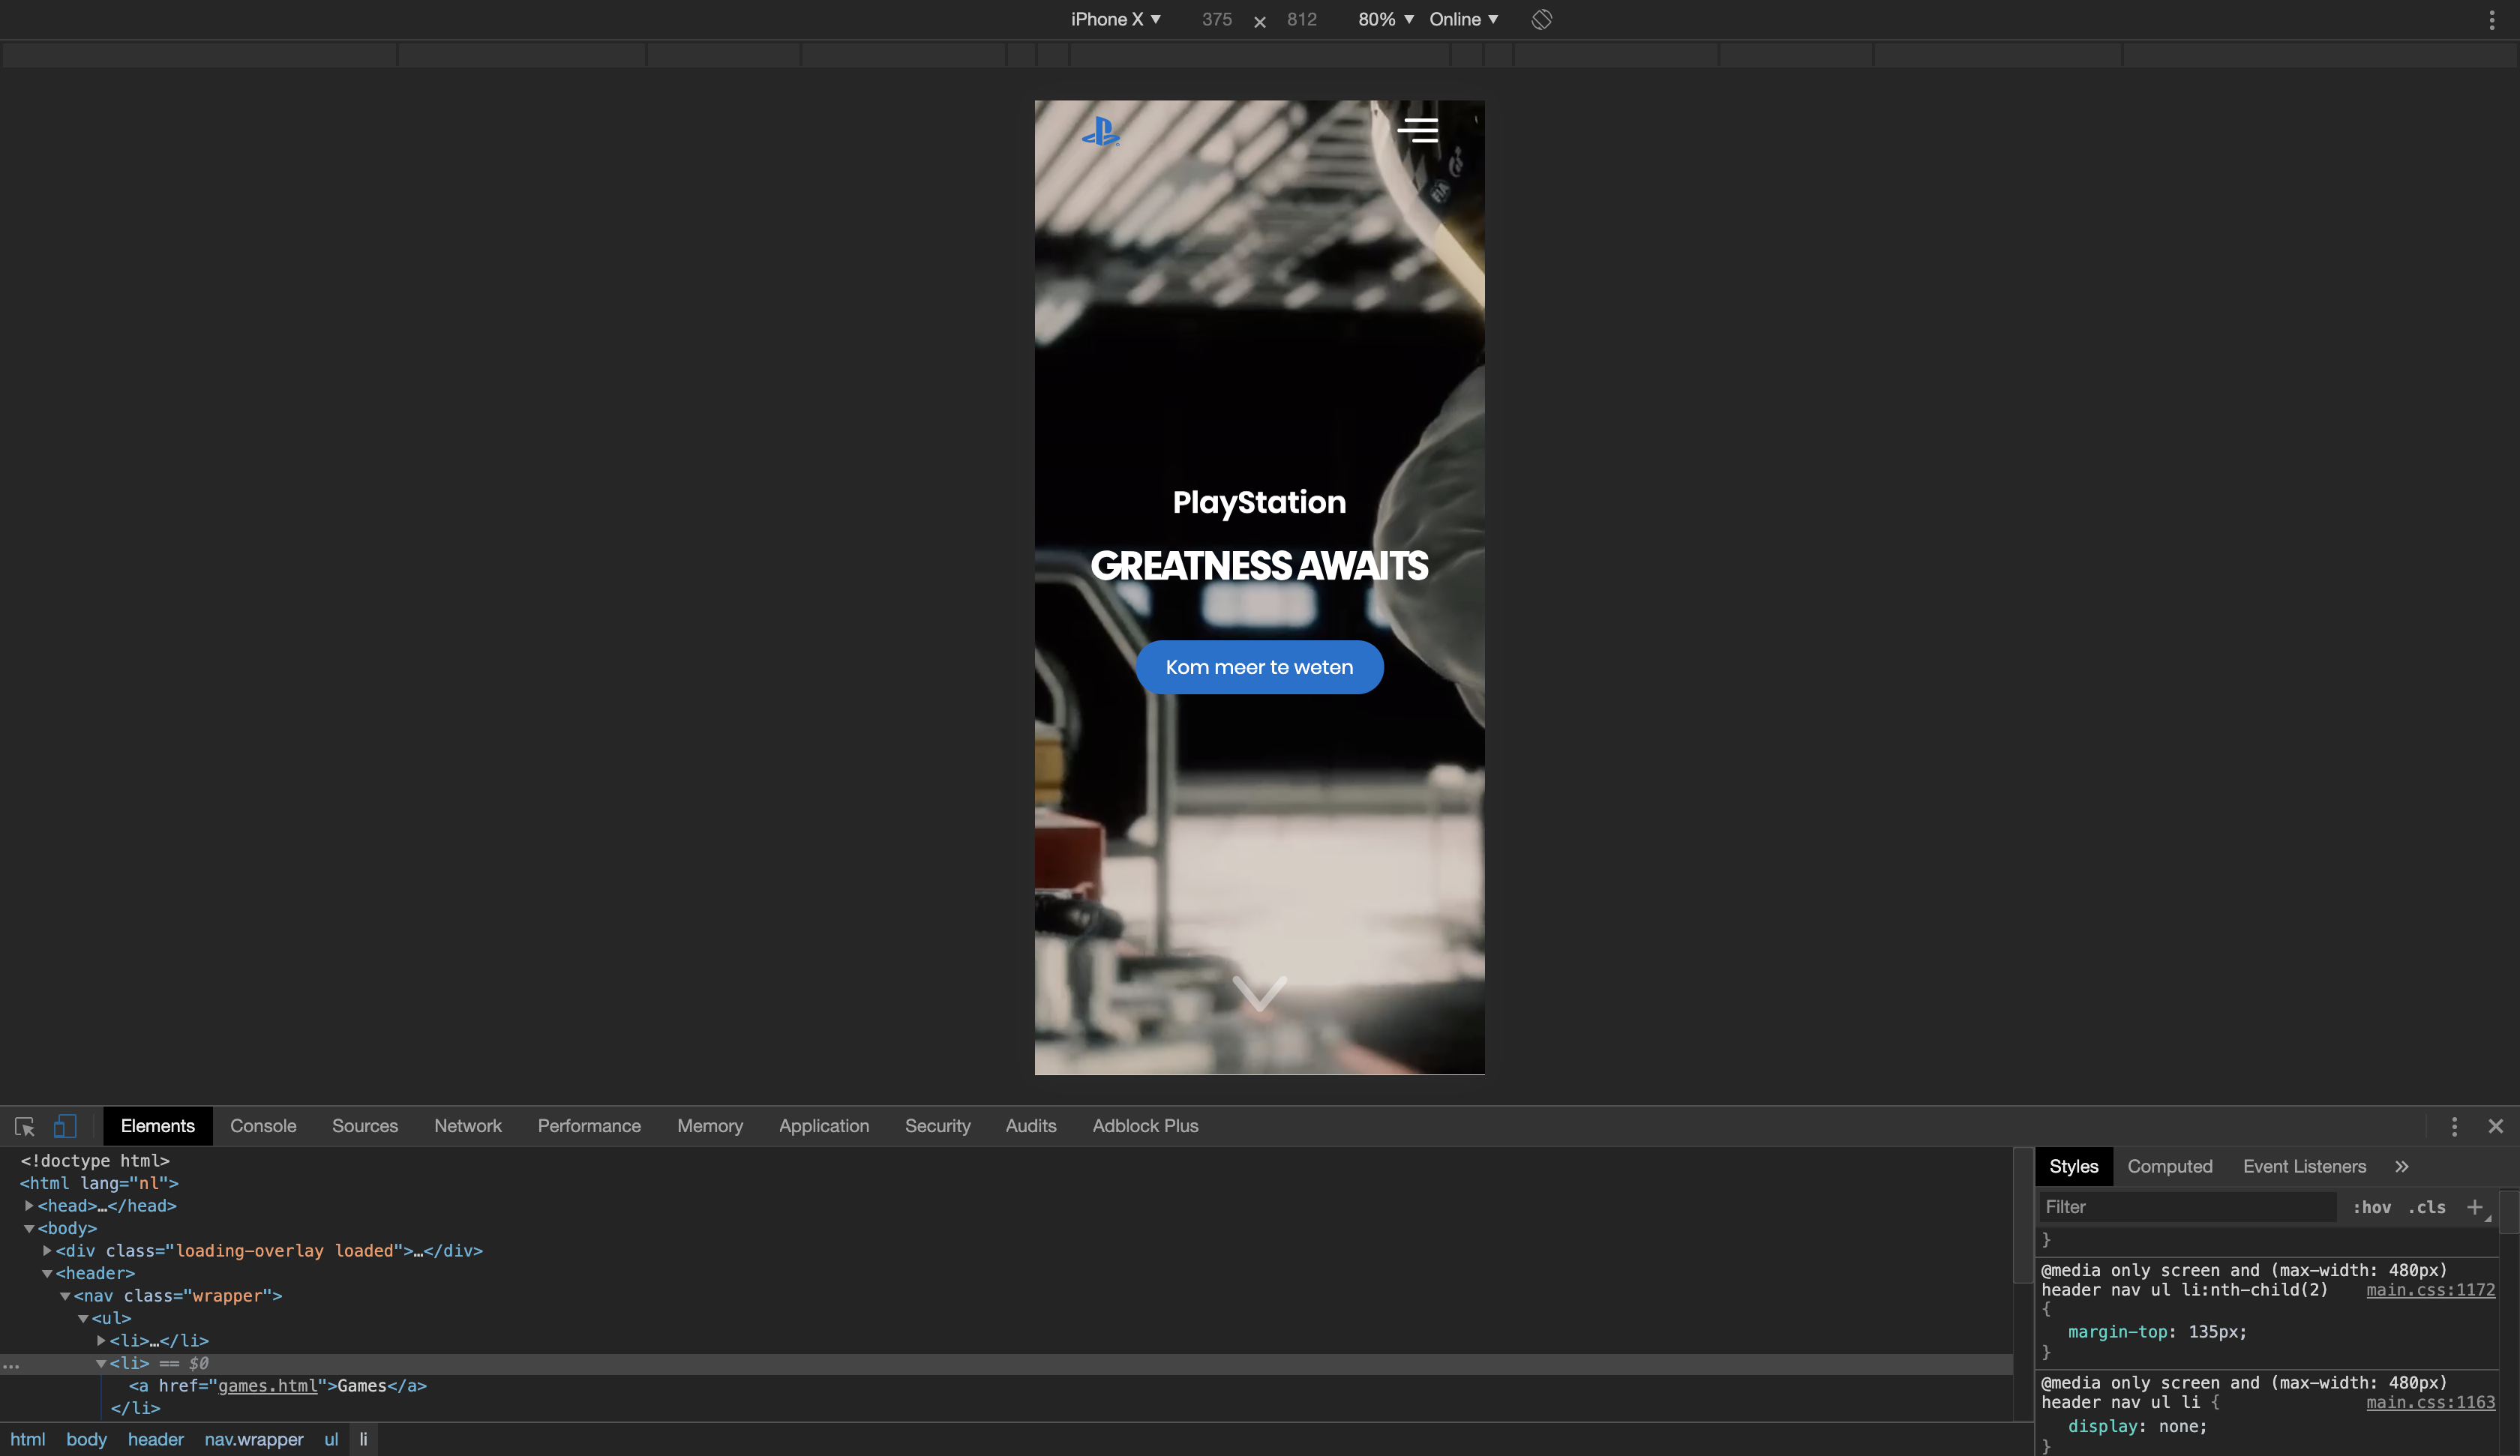 iPhone X ▼ 375 × 812 80% ▼ Online ▼
FIA
PlayStation
GREATNESS AWAITS
Kom meer te weten
Elements Console Sources Network Performance Memory Application Security Audits Adblock Plus
<!doctype html>
<html lang="nl">
▶<head>…</head>
▼<body>
▶<div class="loading-overlay loaded">…</div>
▼<header>
▼<nav class="wrapper">
▼<ul>
▶<li>…</li>
… ▼<li> == $0
<a href="games.html">Games</a>
</li>
html body header nav.wrapper ul li
Styles Computed Event Listeners »
Filter :hov .cls +
}
@media only screen and (max-width: 480px)
header nav ul li:nth-child(2) main.css:1172
{
margin-top: 135px;
}
@media only screen and (max-width: 480px)
header nav ul li { main.css:1163
display: none;
}